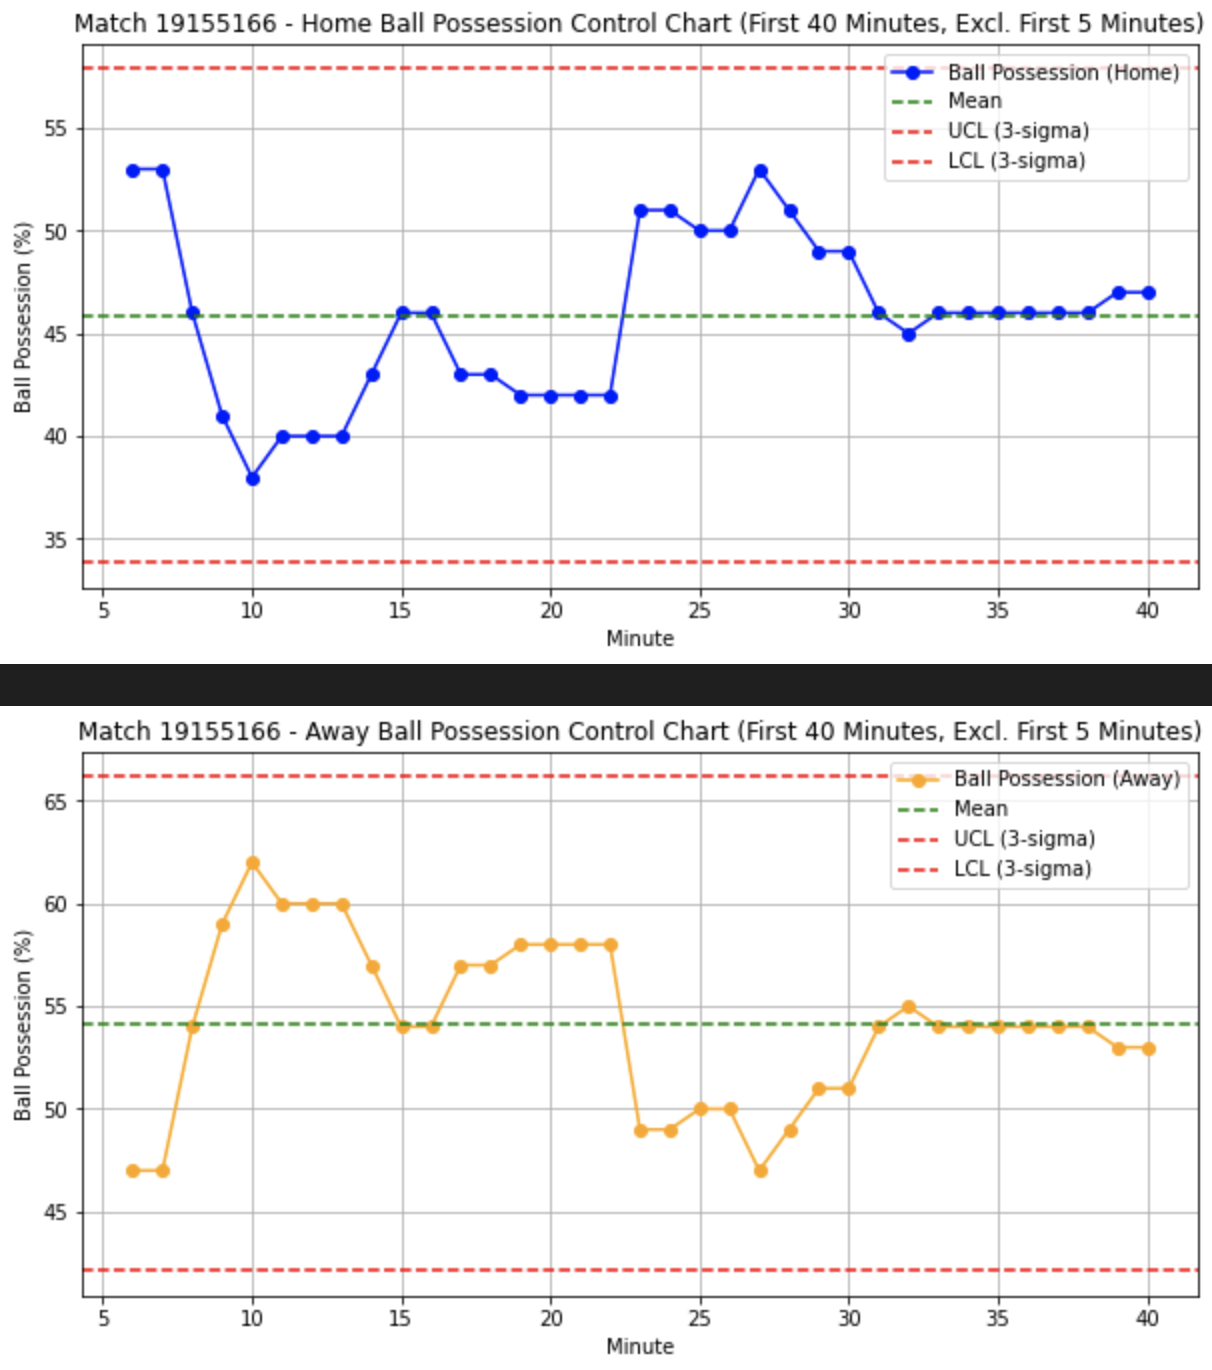 Match 19155166 - Home Ball Possession Control Chart (First 40 Minutes, Excl. First 5 Minutes)
Ball Possession (Home)
Mean
UCL (3-sigma)
LCL (3-sigma)
Ball Possession (%)
55
50
45
40
35
5 10 15 20 25 30 35 40
Minute
Match 19155166 - Away Ball Possession Control Chart (First 40 Minutes, Excl. First 5 Minutes)
Ball Possession (Away)
Mean
UCL (3-sigma)
LCL (3-sigma)
Ball Possession (%)
65
60
55
50
45
5 10 15 20 25 30 35 40
Minute